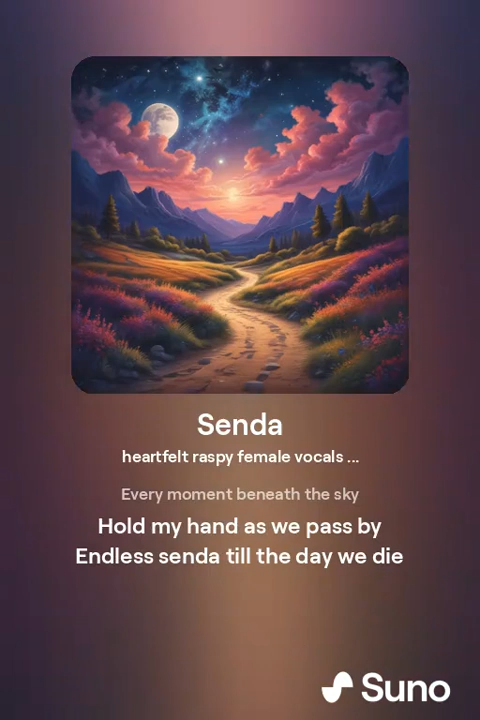 Senda
heartfelt raspy female vocals ...
Every moment beneath the sky
Hold my hand as we pass by
Endless senda till the day we die
Suno